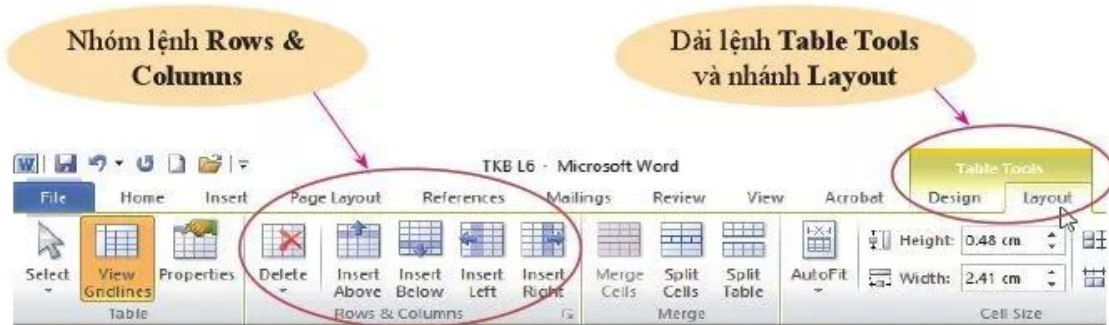 Nhóm lệnh Rows &
Columns
Dải lệnh Table Tools
và nhánh Layout
TKB L6 - Microsoft Word
Table Tools
File Home Insert Page Layout References Mailings Review View Acrobat Design Layout
Select View Gridlines Properties Delete Insert Above Insert Below Insert Left Insert Right Merge Cells Split Cells Split Table AutoFit Height: 0.48 cm
Width: 2.41 cm
Table Rows & Columns Merge Cell Size